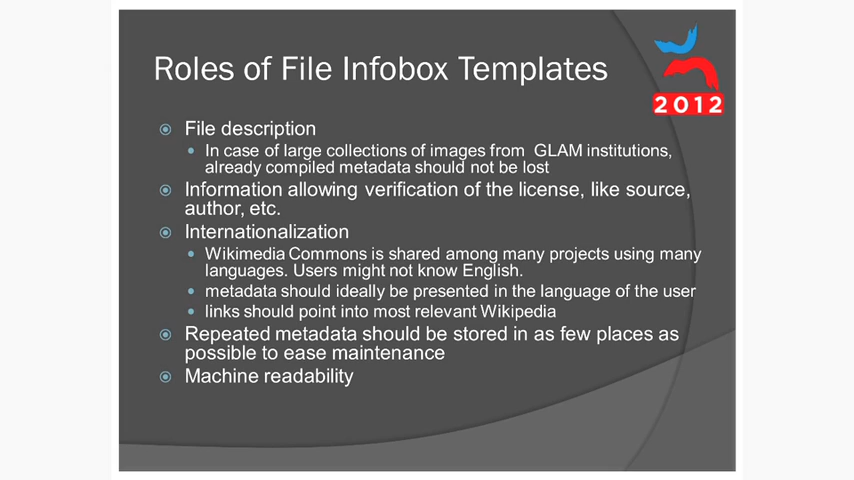 Roles of File Infobox Templates
2012
File description
In case of large collections of images from GLAM institutions,
already compiled metadata should not be lost
Information allowing verification of the license, like source,
author, etc.
Internationalization
Wikimedia Commons is shared among many projects using many
languages. Users might not know English.
metadata should ideally be presented in the language of the user
links should point into most relevant Wikipedia
Repeated metadata should be stored in as few places as
possible to ease maintenance
Machine readability